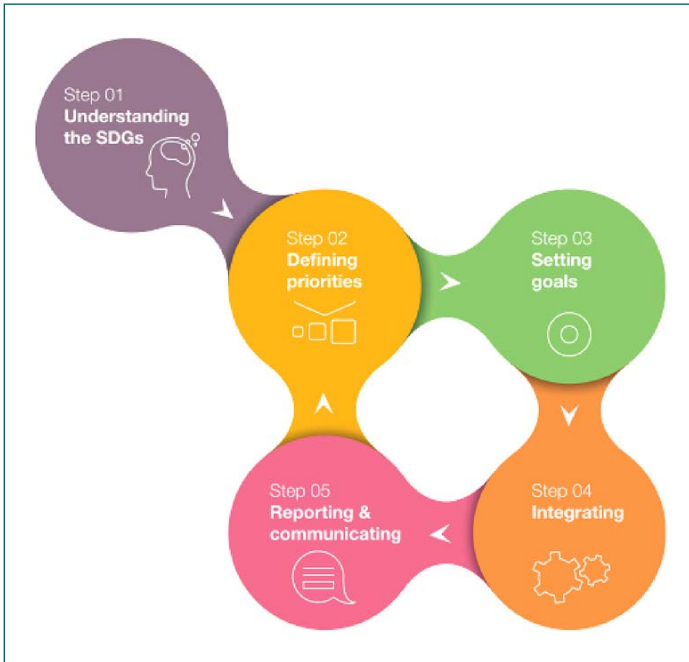 Step 01
Understanding
the SDGs
Step 02
Defining
priorities
Step 03
Setting
goals
Step 04
Integrating
Step 05
Reporting &
communicating